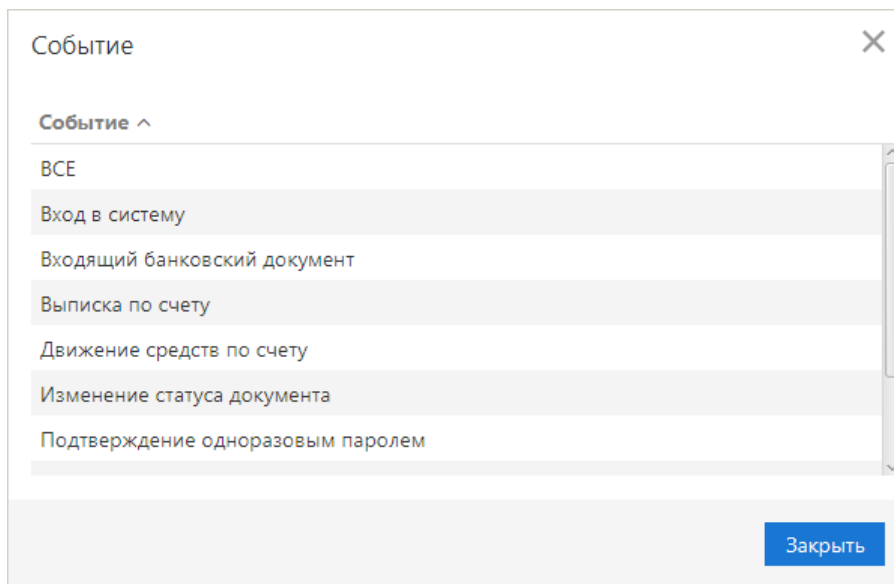 Событие
Событие
ВСЕ
Вход в систему
Входящий банковский документ
Выписка по счету
Движение средств по счету
Изменение статуса документа
Подтверждение одноразовым паролем
Закрыть